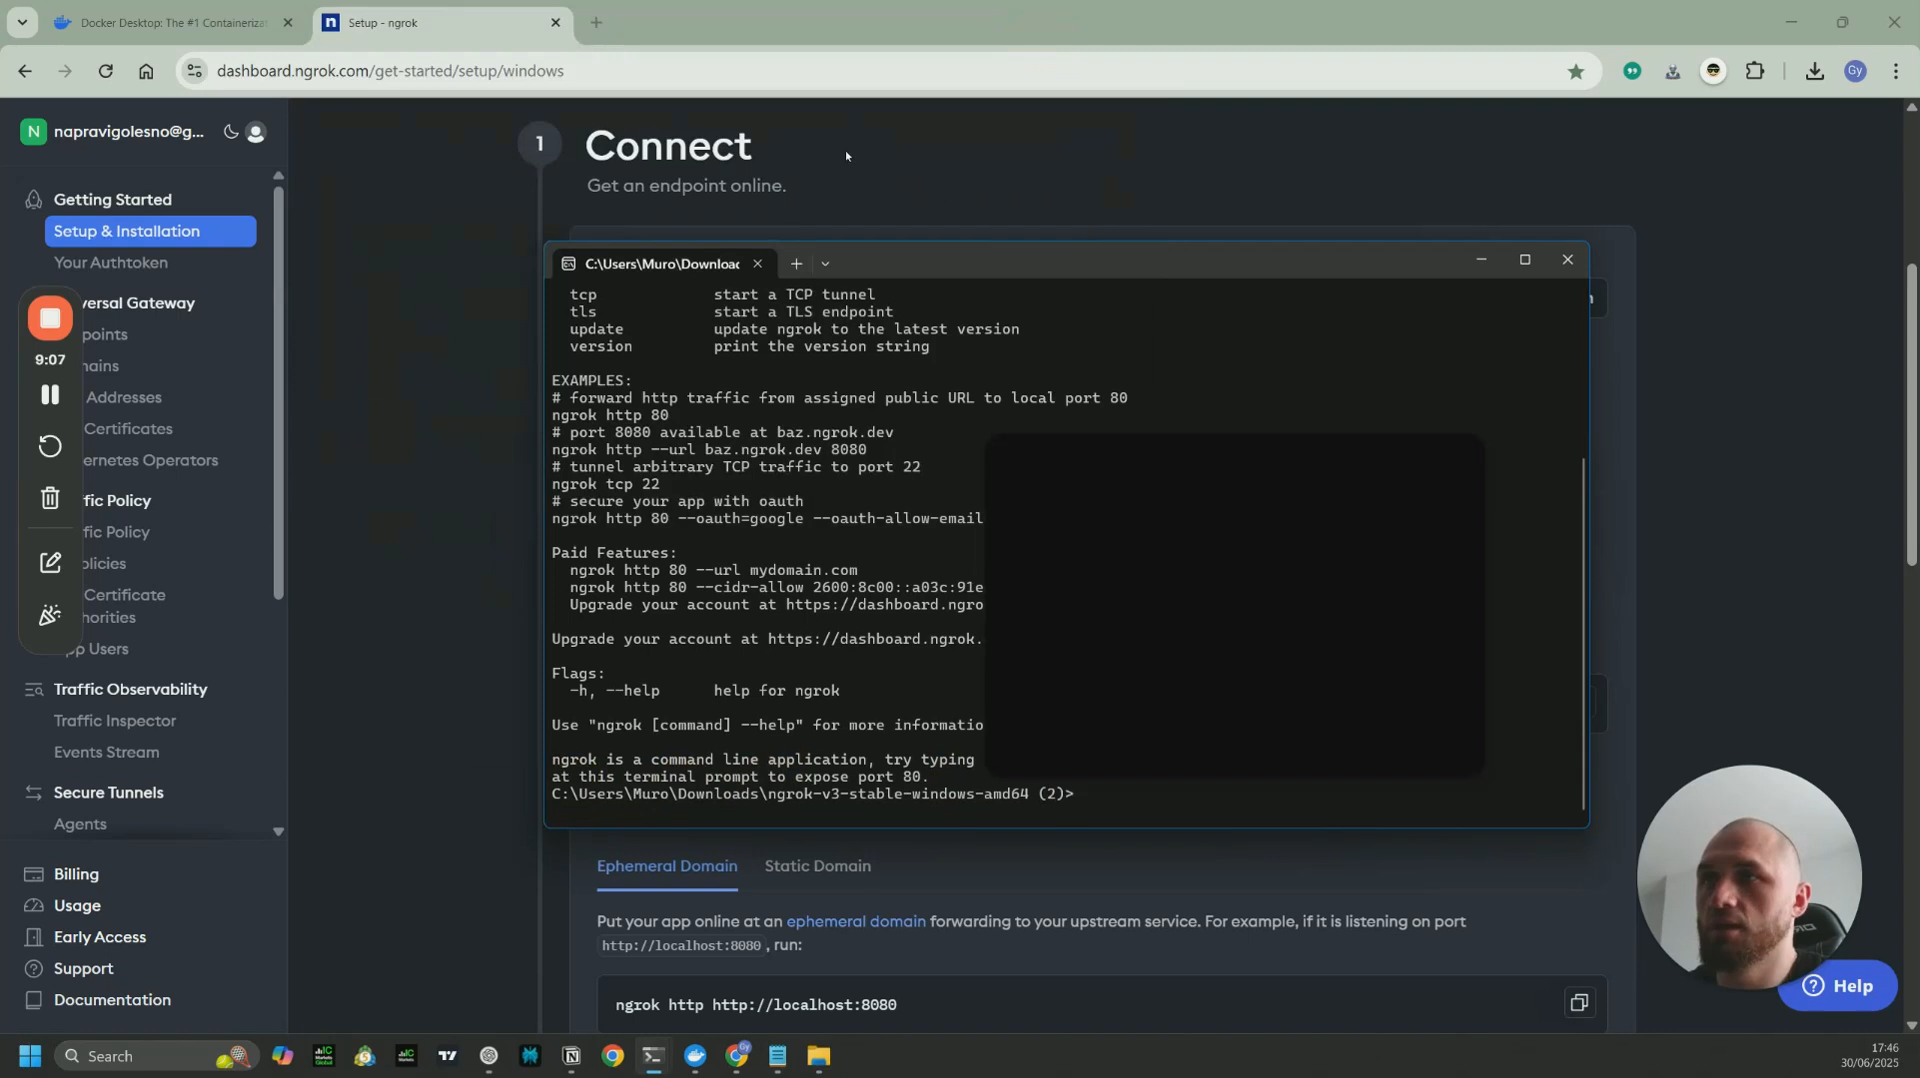 Docker Desktop: The #1 Containeriza
Setup - ngrok
dashboard.ngrok.com/get-started/setup/windows
Gy
N
napravigolesno@g...
Getting Started
Setup & Installation
Your Authtoken
versal Gateway
points
mains
Addresses
Certificates
ernetes Operators
ffic Policy
ffic Policy
olicies
Certificate
horities
pp Users
Traffic Observability
Traffic Inspector
Events Stream
Secure Tunnels
Agents
Billing
Usage
Early Access
Support
Documentation
9:07
1
Connect
Get an endpoint online.
C:\Users\Muro\Downloac
tcp start a TCP tunnel
tls start a TLS endpoint
update update ngrok to the latest version
version print the version string
EXAMPLES:
# forward http traffic from assigned public URL to local port 80
ngrok http 80
# port 8080 available at baz.ngrok.dev
ngrok http --url baz.ngrok.dev 8080
# tunnel arbitrary TCP traffic to port 22
ngrok tcp 22
# secure your app with oauth
ngrok http 80 --oauth=google --oauth-allow-email
Paid Features:
ngrok http 80 --url mydomain.com
ngrok http 80 --cidr-allow 2600:8c00::a03c:91e
Upgrade your account at https://dashboard.ngro
Upgrade your account at https://dashboard.ngrok.
Flags:
-h, --help help for ngrok
Use "ngrok [command] --help" for more informatio
ngrok is a command line application, try typing
at this terminal prompt to expose port 80.
C:\Users\Muro\Downloads\ngrok-v3-stable-windows-amd64 (2)>
Ephemeral Domain
Static Domain
Put your app online at an ephemeral domain forwarding to your upstream service. For example, if it is listening on port
http://localhost:8080 , run:
ngrok http http://localhost:8080
Help
Search
17:46
30/06/2025